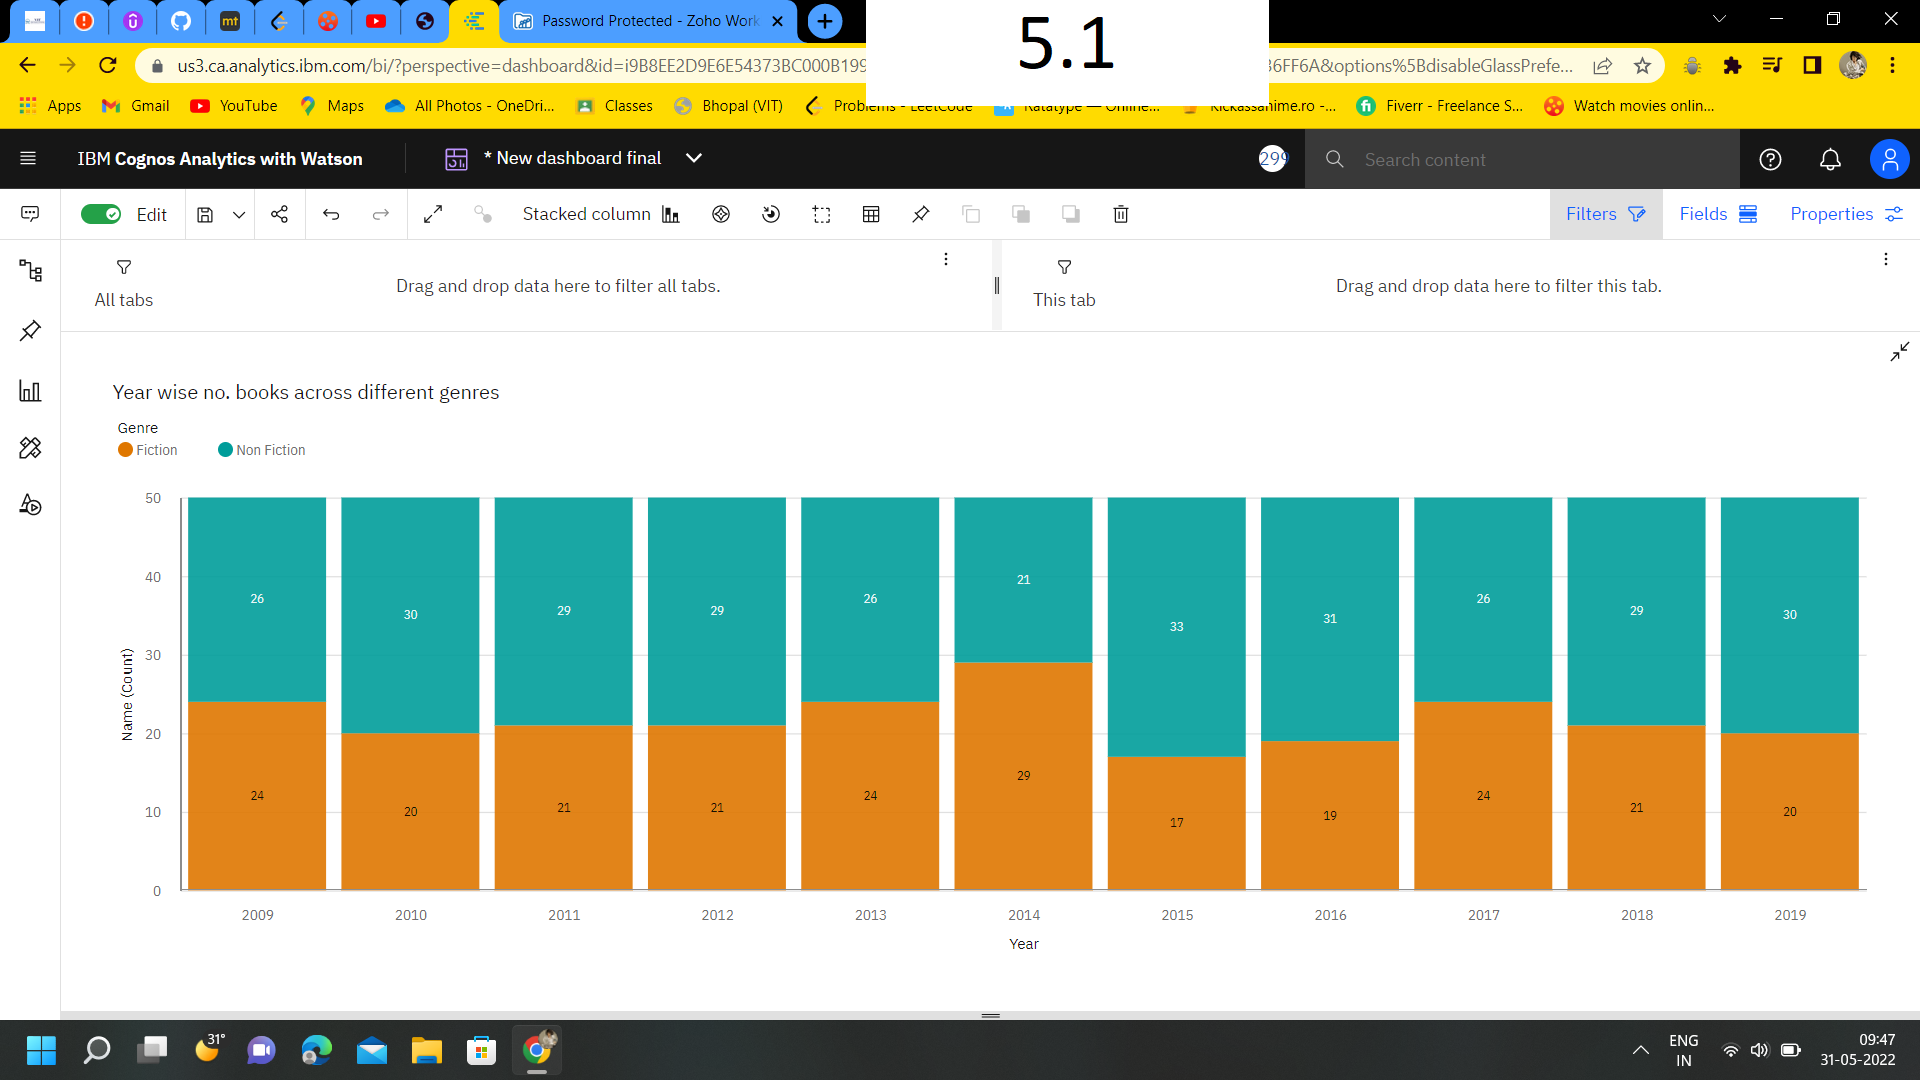 Password Protected - Zoho Work
5.1
us3.ca.analytics.ibm.com/bi/?perspective=dashboard&id=i9B8EE2D9E6E54373BC000B199
36FF6A&options%5BdisableGlassPrefe...
Apps
Gmail
YouTube
Maps
All Photos - OneDri...
Classes
Bhopal (VIT)
Problems - LeetCode
Ratatype — Online...
Kickassanime.ro -...
Fiverr - Freelance S...
Watch movies onlin...
IBM Cognos Analytics with Watson
* New dashboard final
299
Search content
Edit
Stacked column
Filters
Fields
Properties
All tabs
Drag and drop data here to filter all tabs.
This tab
Drag and drop data here to filter this tab.
Year wise no. books across different genres
Genre
Fiction
Non Fiction
50
40
30
20
10
0
Name (Count)
26
30
29
29
26
21
33
31
26
29
30
24
20
21
21
24
29
17
19
24
21
20
2009
2010
2011
2012
2013
2014
2015
2016
2017
2018
2019
Year
31°
ENG
IN
09:47
31-05-2022